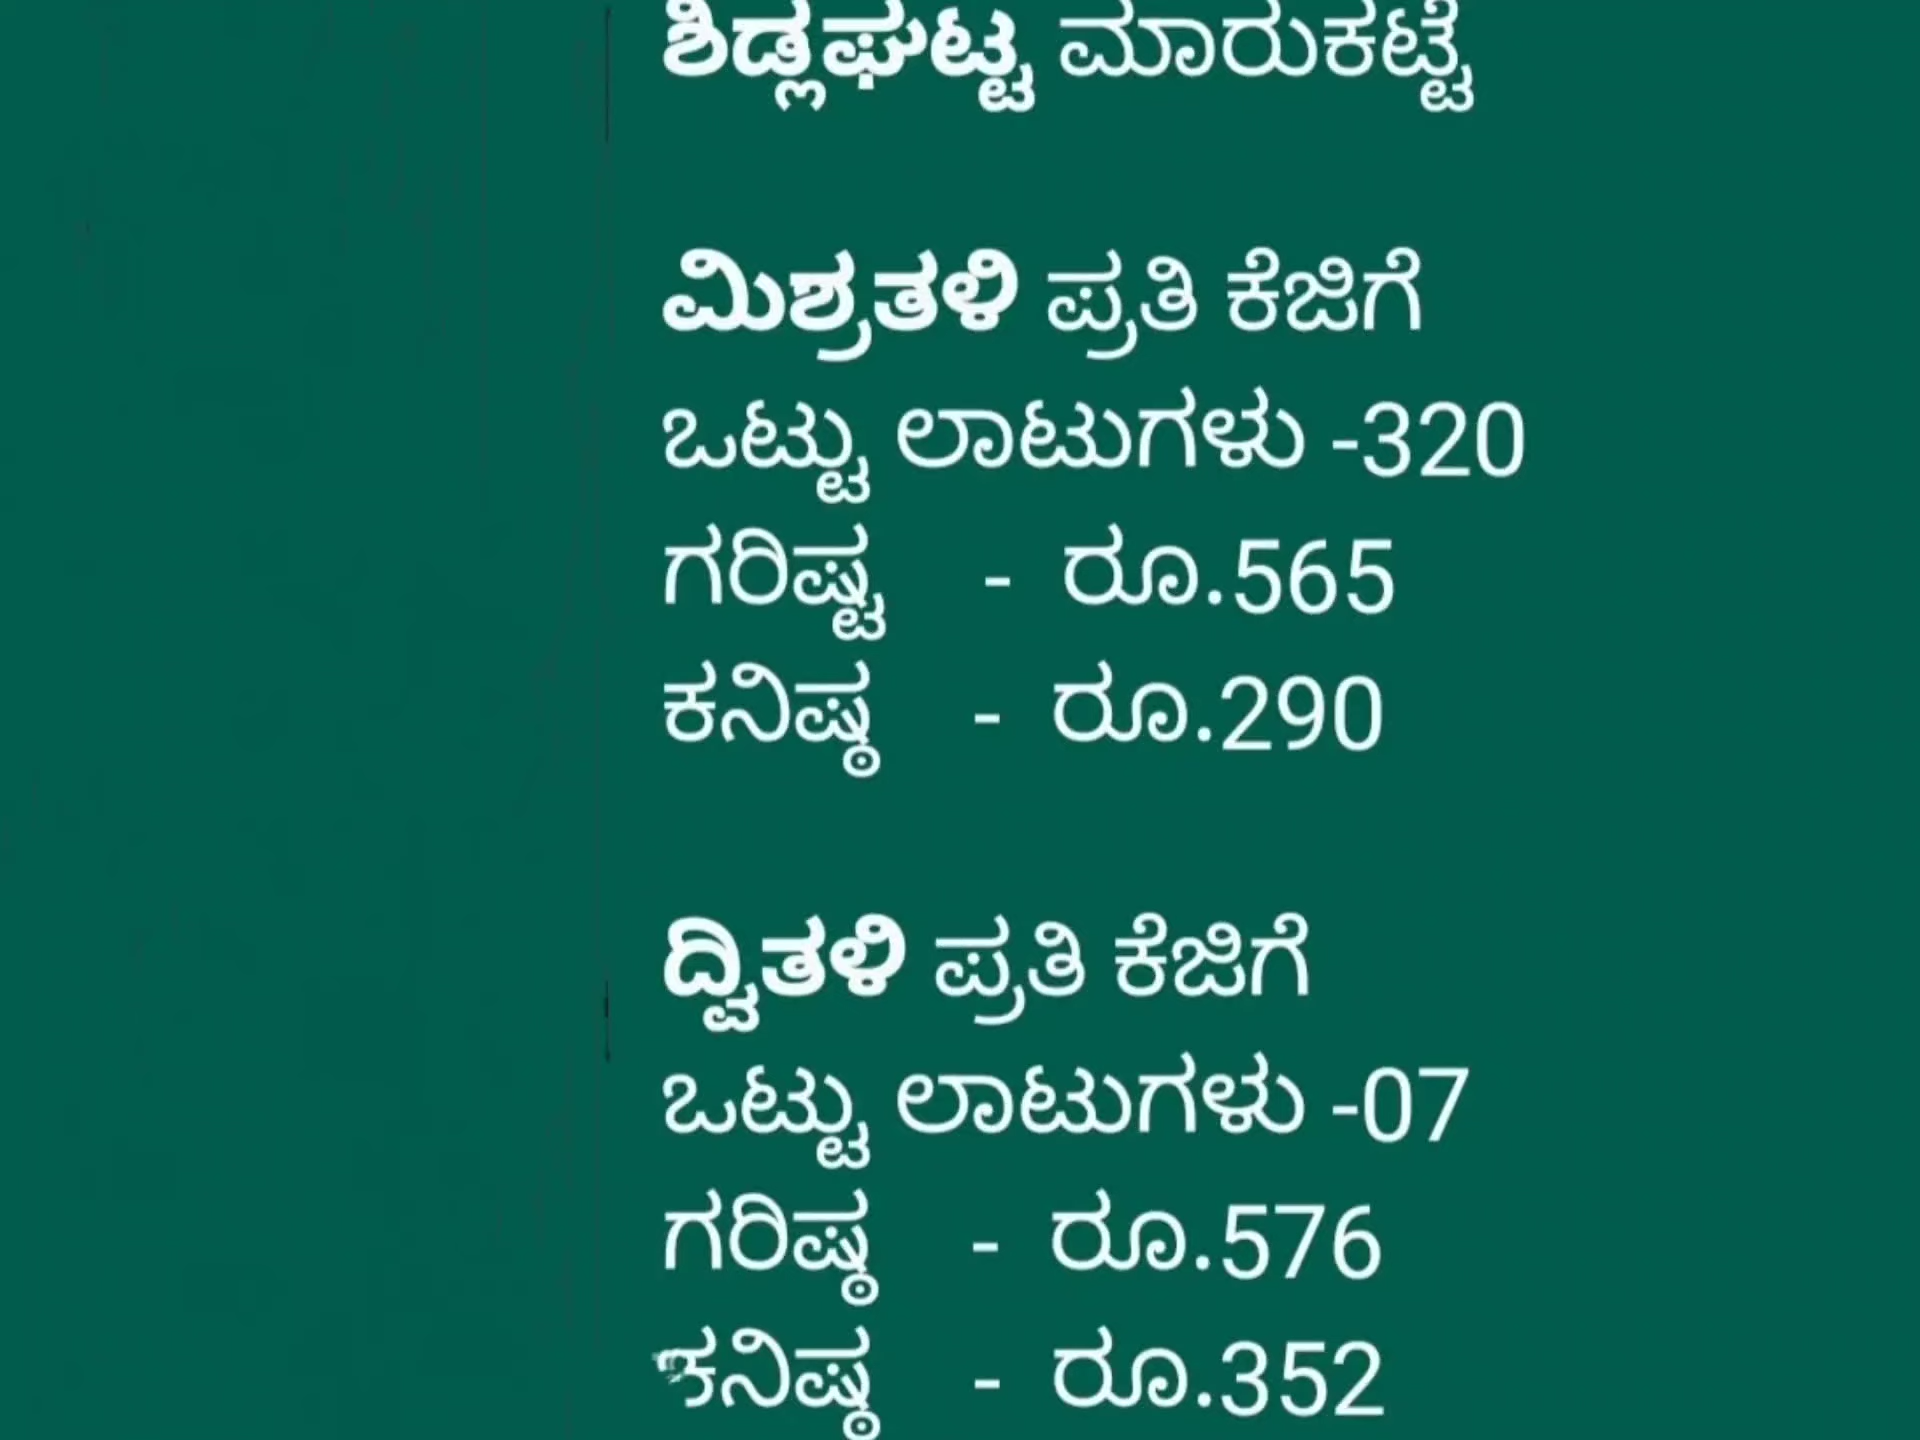 ಶಿಡ್ಲಘಟ್ಟ ಮಾರುಕಟ್ಟೆ
ಮಿಶ್ರತಳಿ ಪ್ರತಿ ಕೆಜಿಗೆ
ಒಟ್ಟು ಲಾಟುಗಳು -320
ಗರಿಷ್ಟ - ರೂ.565
ಕನಿಷ್ಠ - ರೂ.290
ದ್ವಿತಳಿ ಪ್ರತಿ ಕೆಜಿಗೆ
ಒಟ್ಟು ಲಾಟುಗಳು -07
ಗರಿಷ್ಠ - ರೂ.576
ಕನಿಷ್ಠ - ರೂ.352